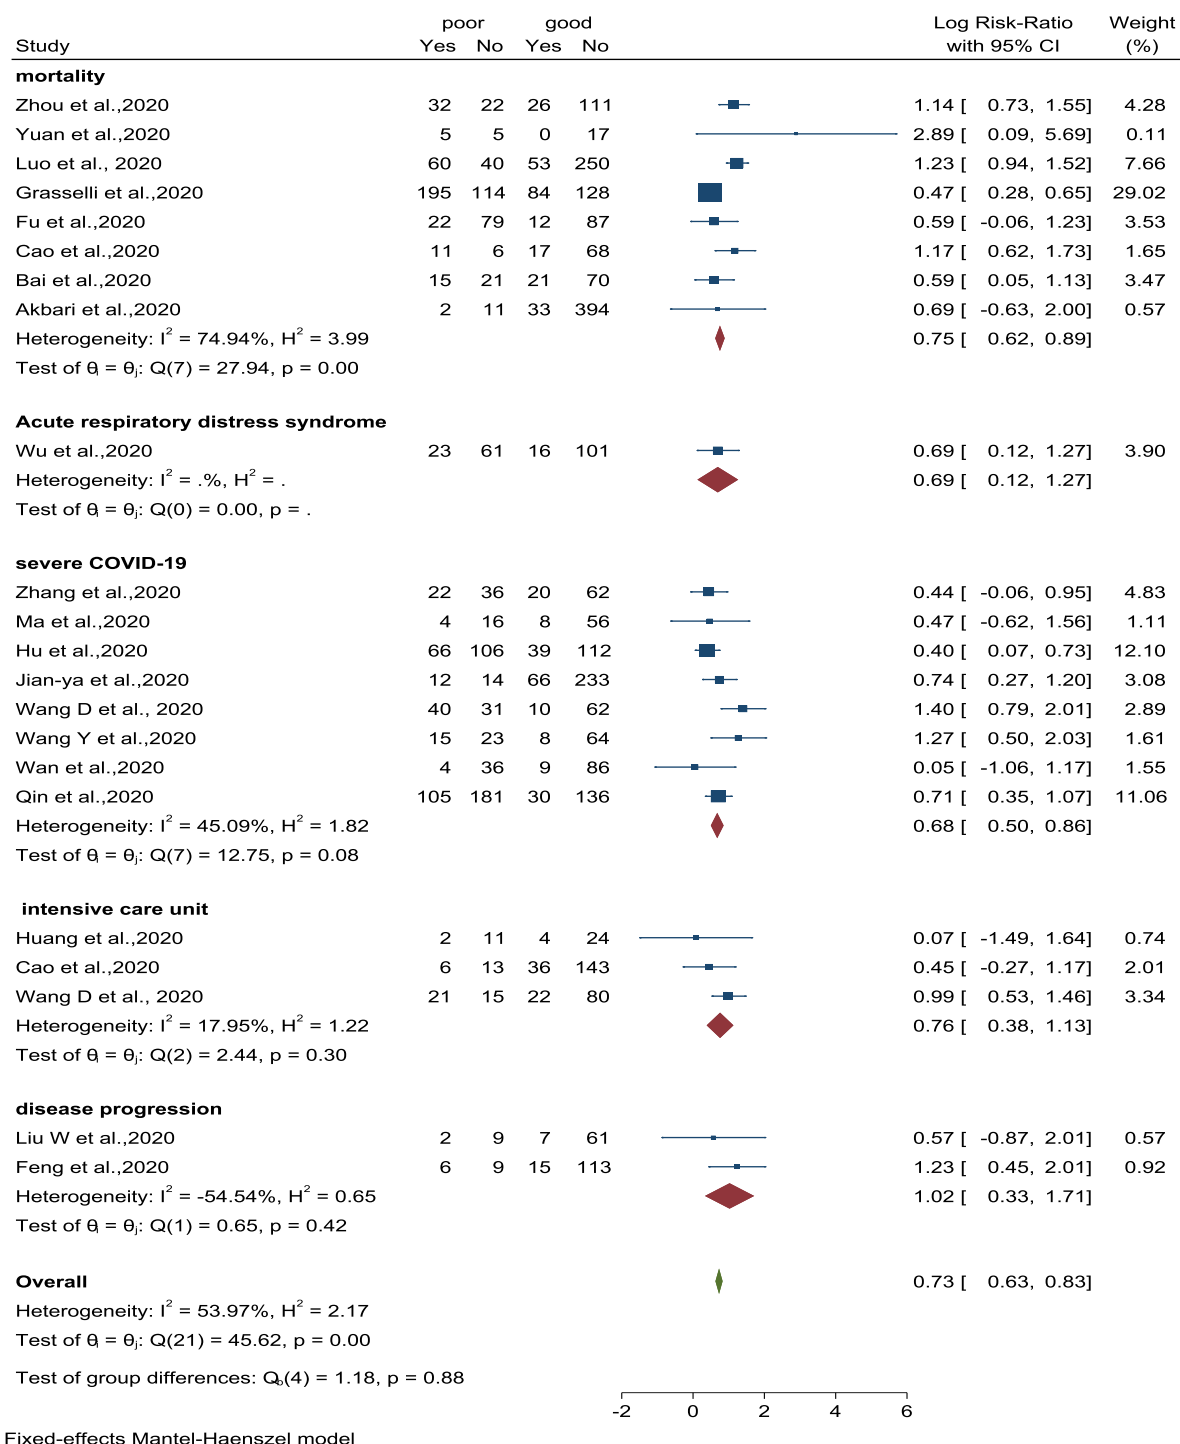 poor good Log Risk-Ratio Weight
Study Yes No Yes No with 95% CI (%)
mortality
Zhou et al.,2020 32 22 26 111 1.14 [ 0.73, 1.55] 4.28
Yuan et al.,2020 5 5 0 17 2.89 [ 0.09, 5.69] 0.11
Luo et al., 2020 60 40 53 250 1.23 [ 0.94, 1.52] 7.66
Grasselli et al.,2020 195 114 84 128 0.47 [ 0.28, 0.65] 29.02
Fu et al.,2020 22 79 12 87 0.59 [ -0.06, 1.23] 3.53
Cao et al.,2020 11 6 17 68 1.17 [ 0.62, 1.73] 1.65
Bai et al.,2020 15 21 21 70 0.59 [ 0.05, 1.13] 3.47
Akbari et al.,2020 2 11 33 394 0.69 [ -0.63, 2.00] 0.57
Heterogeneity: I² = 74.94%, H² = 3.99 0.75 [ 0.62, 0.89]
Test of θᵢ = θⱼ: Q(7) = 27.94, p = 0.00
Acute respiratory distress syndrome
Wu et al.,2020 23 61 16 101 0.69 [ 0.12, 1.27] 3.90
Heterogeneity: I² = .%, H² = . 0.69 [ 0.12, 1.27]
Test of θᵢ = θⱼ: Q(0) = 0.00, p = .
severe COVID-19
Zhang et al.,2020 22 36 20 62 0.44 [ -0.06, 0.95] 4.83
Ma et al.,2020 4 16 8 56 0.47 [ -0.62, 1.56] 1.11
Hu et al.,2020 66 106 39 112 0.40 [ 0.07, 0.73] 12.10
Jian-ya et al.,2020 12 14 66 233 0.74 [ 0.27, 1.20] 3.08
Wang D et al., 2020 40 31 10 62 1.40 [ 0.79, 2.01] 2.89
Wang Y et al.,2020 15 23 8 64 1.27 [ 0.50, 2.03] 1.61
Wan et al.,2020 4 36 9 86 0.05 [ -1.06, 1.17] 1.55
Qin et al.,2020 105 181 30 136 0.71 [ 0.35, 1.07] 11.06
Heterogeneity: I² = 45.09%, H² = 1.82 0.68 [ 0.50, 0.86]
Test of θᵢ = θⱼ: Q(7) = 12.75, p = 0.08
intensive care unit
Huang et al.,2020 2 11 4 24 0.07 [ -1.49, 1.64] 0.74
Cao et al.,2020 6 13 36 143 0.45 [ -0.27, 1.17] 2.01
Wang D et al., 2020 21 15 22 80 0.99 [ 0.53, 1.46] 3.34
Heterogeneity: I² = 17.95%, H² = 1.22 0.76 [ 0.38, 1.13]
Test of θᵢ = θⱼ: Q(2) = 2.44, p = 0.30
disease progression
Liu W et al.,2020 2 9 7 61 0.57 [ -0.87, 2.01] 0.57
Feng et al.,2020 6 9 15 113 1.23 [ 0.45, 2.01] 0.92
Heterogeneity: I² = -54.54%, H² = 0.65 1.02 [ 0.33, 1.71]
Test of θᵢ = θⱼ: Q(1) = 0.65, p = 0.42
Overall 0.73 [ 0.63, 0.83]
Heterogeneity: I² = 53.97%, H² = 2.17
Test of θᵢ = θⱼ: Q(21) = 45.62, p = 0.00
Test of group differences: Q_b(4) = 1.18, p = 0.88
-2 0 2 4 6
Fixed-effects Mantel-Haenszel model